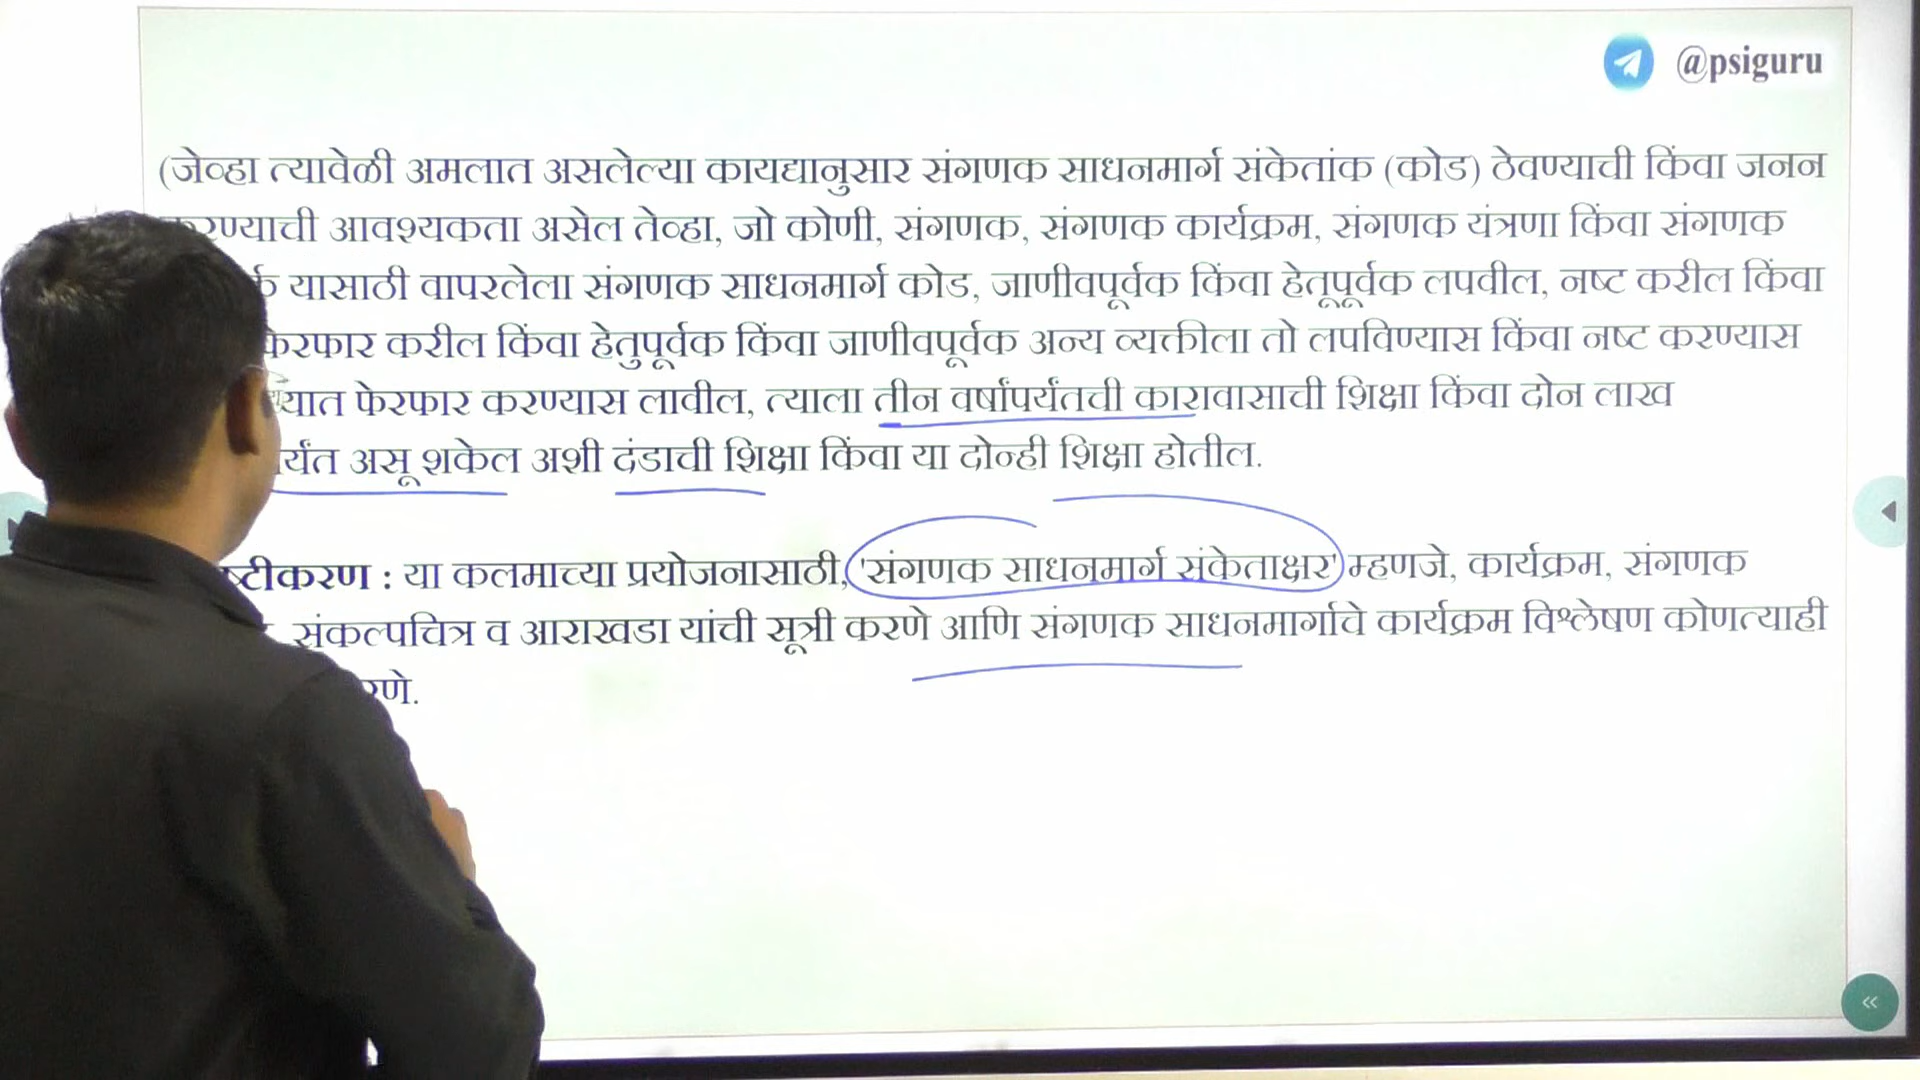 @psiguru
(जेव्हा त्यावेळी अमलात असलेल्या कायद्यानुसार संगणक साधनमार्ग संकेतांक (कोड) ठेवण्याची किंवा जनन
आवश्यकता असेल तेव्हा, जो कोणी, संगणक, संगणक कार्यक्रम, संगणक यंत्रणा किंवा संगणक
यासाठी वापरलेला संगणक साधनमार्ग कोड, जाणीवपूर्वक किंवा हेतूपूर्वक लपवील, नष्ट करील किंवा
फेरफार करील किंवा हेतुपूर्वक किंवा जाणीवपूर्वक अन्य व्यक्तीला तो लपविण्यास किंवा नष्ट करण्यास
फेरफार करण्यास लावील, त्याला तीन वर्षांपर्यंतची कारावासाची शिक्षा किंवा दोन लाख
असू शकेल अशी दंडाची शिक्षा किंवा या दोन्ही शिक्षा होतील.
: या कलमाच्या प्रयोजनासाठी, 'संगणक साधनमार्ग संकेताक्षर' म्हणजे, कार्यक्रम, संगणक
संकल्पचित्र व आराखडा यांची सूत्री करणे आणि संगणक साधनमार्गाचे कार्यक्रम विश्लेषण कोणत्याही